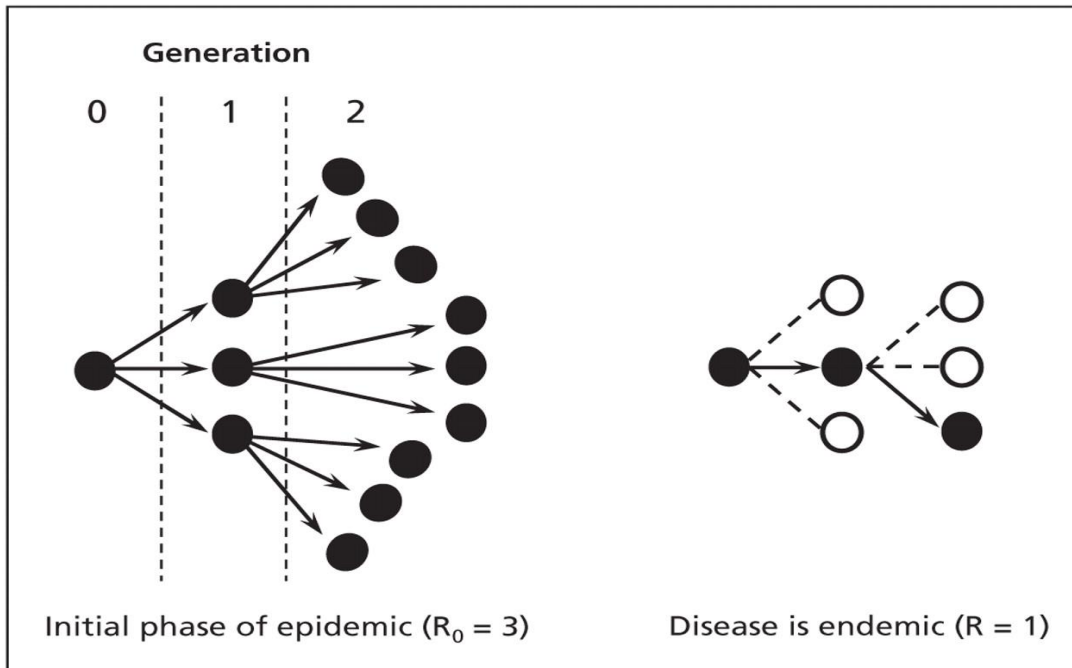 Generation
0 1 2
Initial phase of epidemic (R₀ = 3)
Disease is endemic (R = 1)